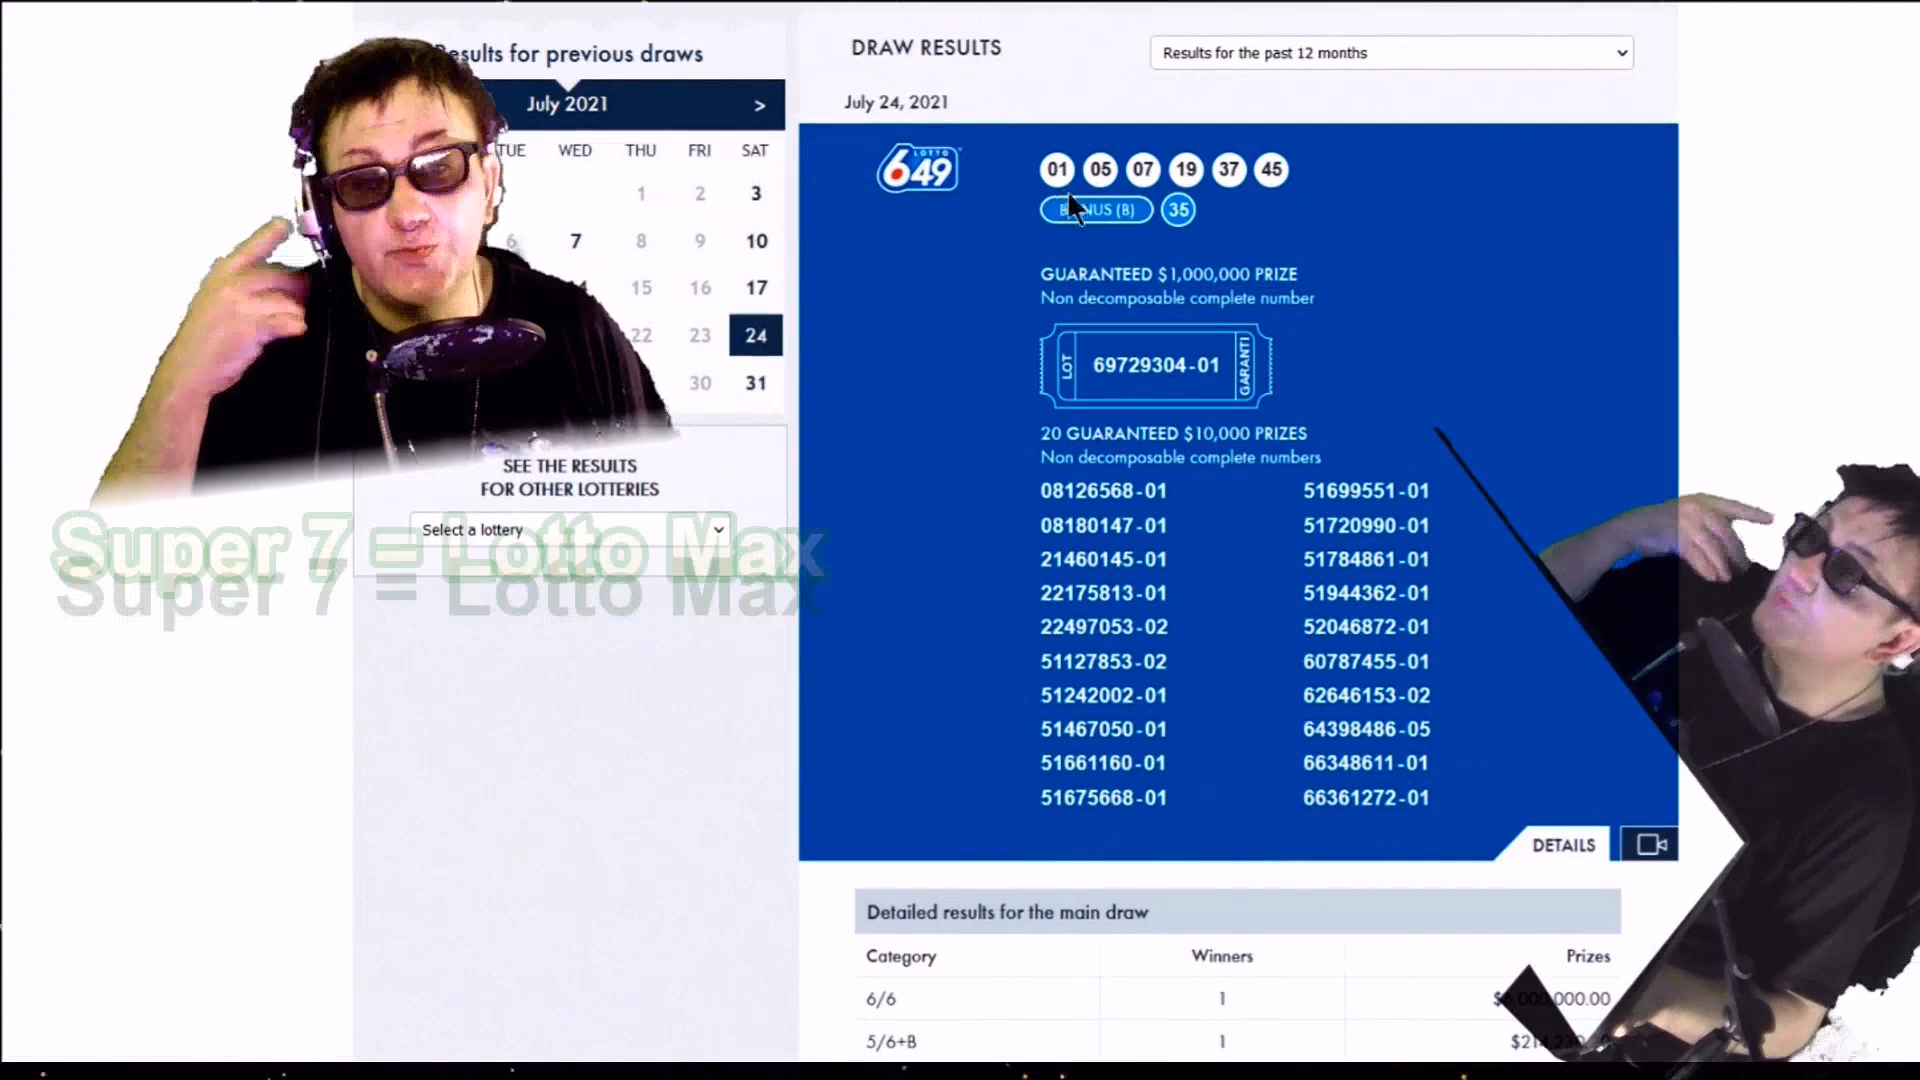 Results for previous draws
July 2021 >
TUE WED THU FRI SAT
1 2 3
6 7 8 9 10
15 16 17
22 23 24
30 31
SEE THE RESULTS
FOR OTHER LOTTERIES
Select a lottery
Super 7 = Lotto Max
Super 7 = Lotto Max
DRAW RESULTS
Results for the past 12 months
July 24, 2021
LOTTO
649
01 05 07 19 37 45
BONUS (B) 35
GUARANTEED $1,000,000 PRIZE
Non decomposable complete number
LOT 69729304-01 GARANTI
20 GUARANTEED $10,000 PRIZES
Non decomposable complete numbers
08126568-01 51699551-01
08180147-01 51720990-01
21460145-01 51784861-01
22175813-01 51944362-01
22497053-02 52046872-01
51127853-02 60787455-01
51242002-01 62646153-02
51467050-01 64398486-05
51661160-01 66348611-01
51675668-01 66361272-01
DETAILS
Detailed results for the main draw
Category Winners Prizes
6/6 1
5/6+B 1